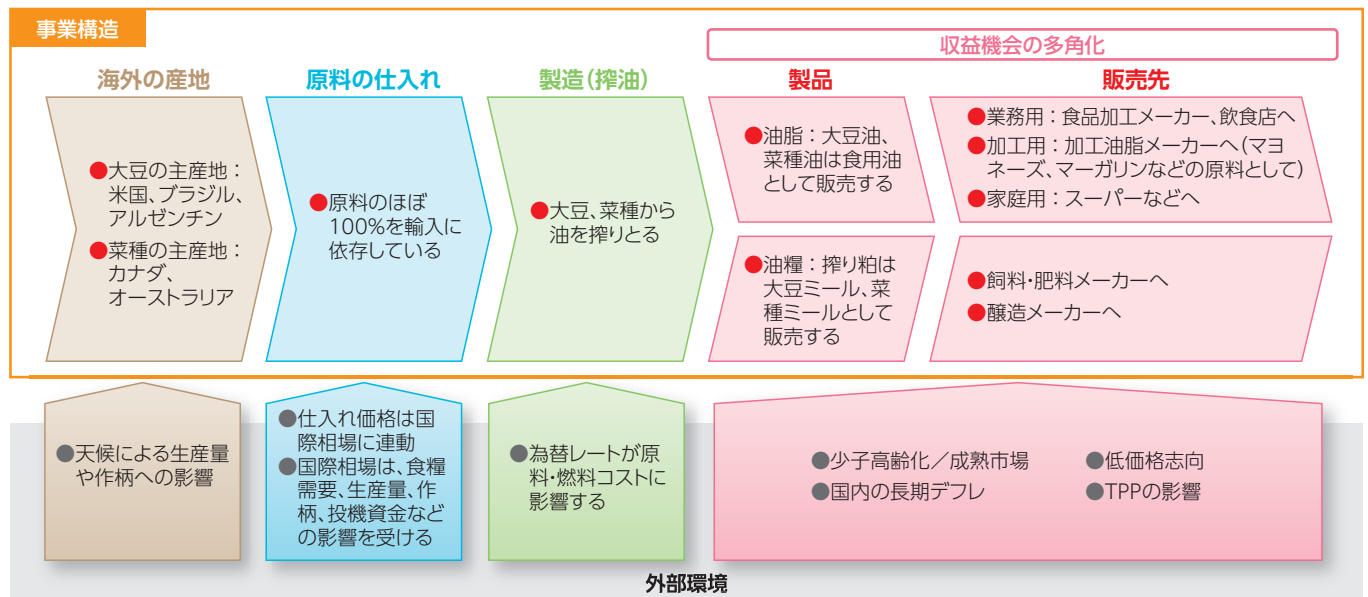 事業構造
収益機会の多角化
海外の産地
●大豆の主産地：
米国、ブラジル、
アルゼンチン
●菜種の主産地：
カナダ、
オーストラリア
原料の仕入れ
●原料のほぼ
100%を輸入に
依存している
製造（搾油）
●大豆、菜種から
油を搾りとる
製品
●油脂：大豆油、
菜種油は食用油
として販売する
●油糧：搾り粕は
大豆ミール、菜
種ミールとして
販売する
販売先
●業務用：食品加工メーカー、飲食店へ
●加工用：加工油脂メーカーへ（マヨ
ネーズ、マーガリンなどの原料として）
●家庭用：スーパーなどへ
●飼料・肥料メーカーへ
●醸造メーカーへ
●天候による生産量
や作柄への影響
●仕入れ価格は国
際相場に連動
●国際相場は、食糧
需要、生産量、作
柄、投機資金など
の影響を受ける
●為替レートが原
料・燃料コストに
影響する
●少子高齢化／成熟市場
●国内の長期デフレ
●低価格志向
●TPPの影響
外部環境